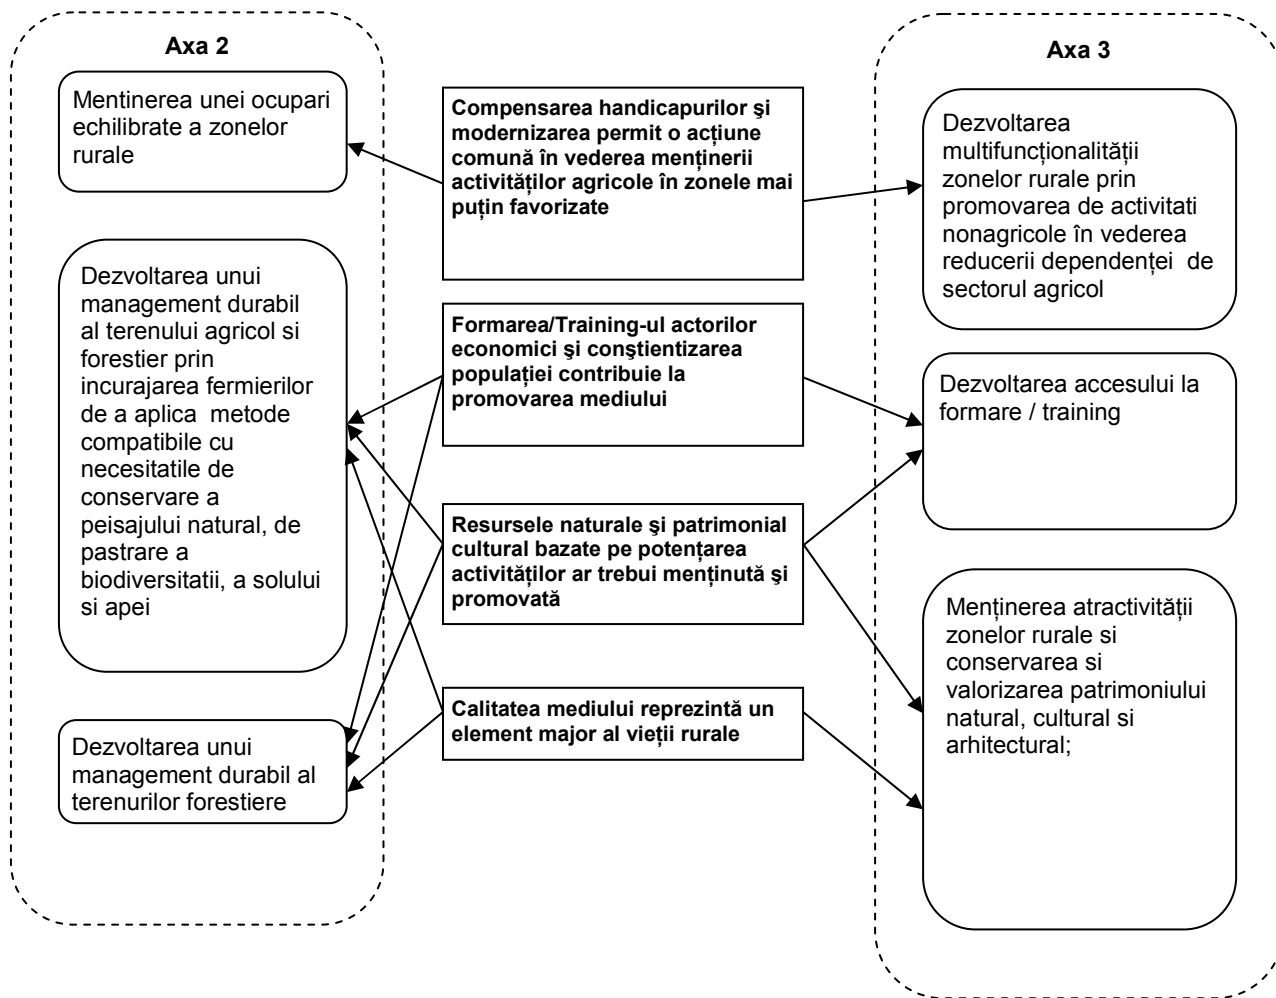 Axa 2
Mentinerea unei ocupari
echilibrate a zonelor
rurale
Dezvoltarea unui
management durabil
al terenului agricol si
forestier prin
incurajarea fermierilor
de a aplica metode
compatibile cu
necesitatile de
conservare a
peisajului natural, de
pastrare a
biodiversitatii, a solului
si apei
Dezvoltarea unui
management durabil al
terenurilor forestiere
Compensarea handicapurilor şi
modernizarea permit o acțiune
comună în vederea menținerii
activităților agricole în zonele mai
puțin favorizate
Formarea/Training-ul actorilor
economici şi conştientizarea
populației contribuie la
promovarea mediului
Resursele naturale şi patrimonial
cultural bazate pe potențarea
activităților ar trebui menținută şi
promovată
Calitatea mediului reprezintă un
element major al vieții rurale
Axa 3
Dezvoltarea
multifuncționalității
zonelor rurale prin
promovarea de activitati
nonagricole în vederea
reducerii dependenței de
sectorul agricol
Dezvoltarea accesului la
formare / training
Menținerea atractivității
zonelor rurale si
conservarea si
valorizarea patrimoniului
natural, cultural si
arhitectural;